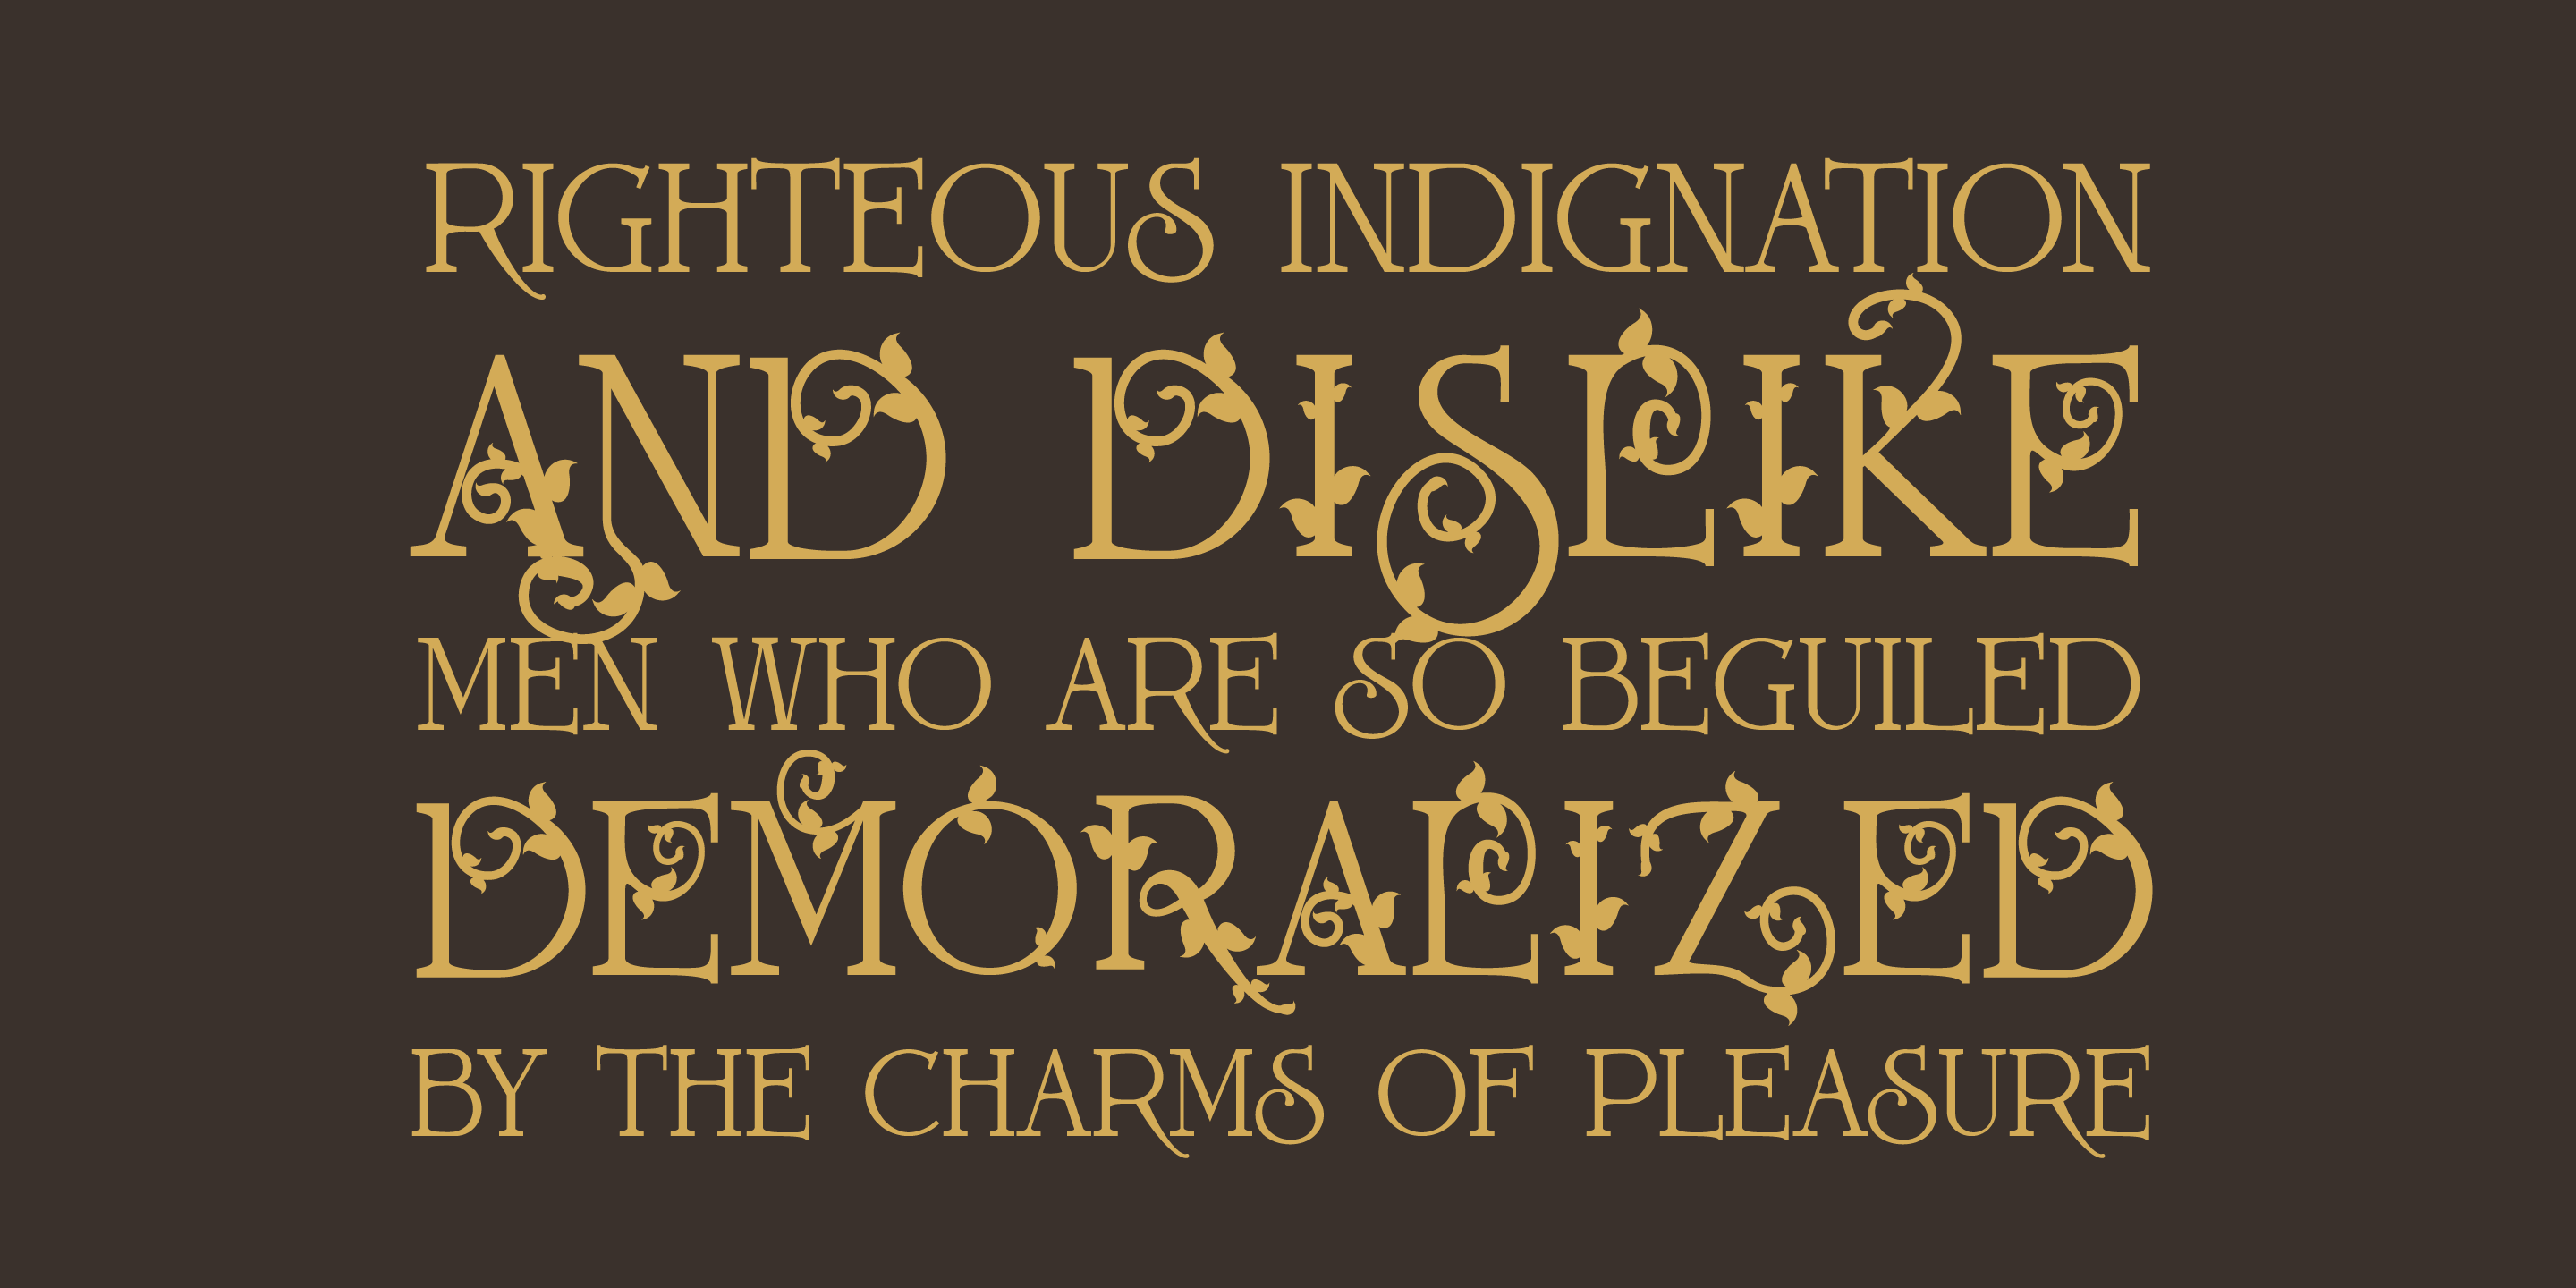 RIGHTEOUS INDIGNATION
AND DISLIKE
MEN WHO ARE SO BEGUILED
DEMORALIZED
BY THE CHARMS OF PLEASURE